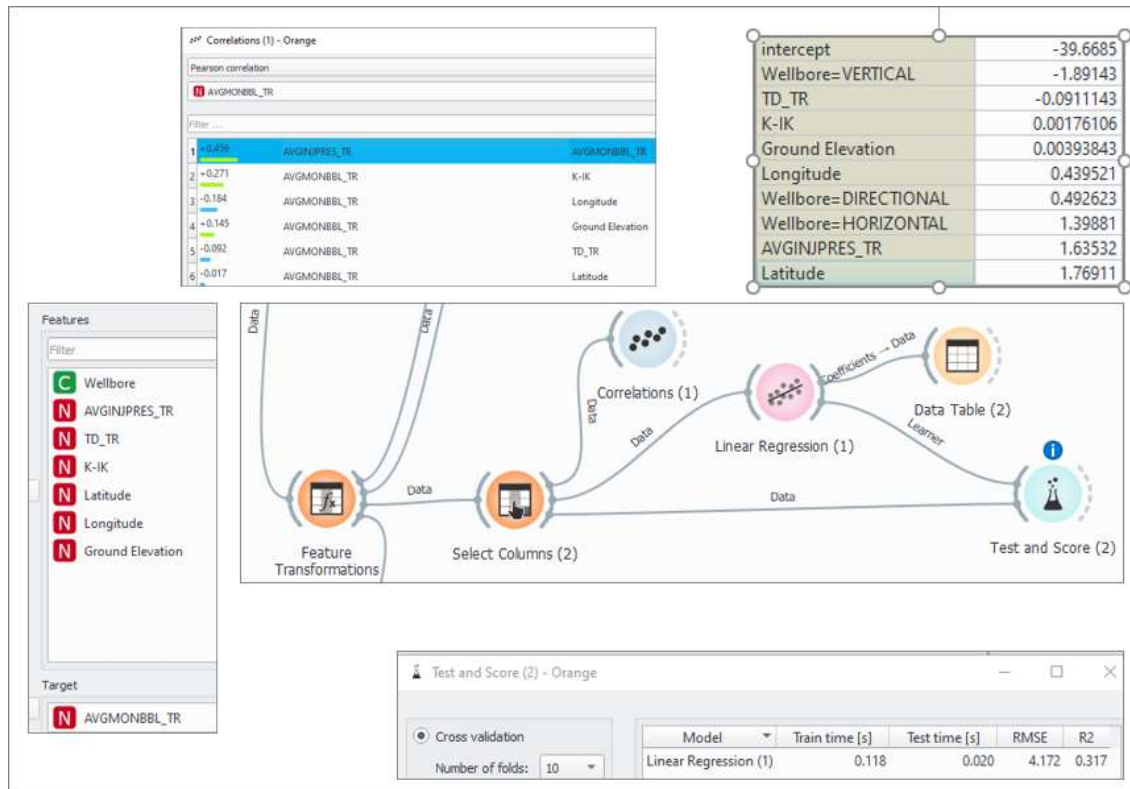 Correlations (1) - Orange
Pearson correlation
N AVGMONBBL_TR
Filter ...
1 +0.456 AVGINJPRES_TR AVGMONBBL_TR
2 +0.271 AVGMONBBL_TR K-IK
3 -0.184 AVGMONBBL_TR Longitude
4 +0.145 AVGMONBBL_TR Ground Elevation
5 -0.092 AVGMONBBL_TR TD_TR
6 -0.017 AVGMONBBL_TR Latitude
intercept -39.6685
Wellbore=VERTICAL -1.89143
TD_TR -0.0911143
K-IK 0.00176106
Ground Elevation 0.00393843
Longitude 0.439521
Wellbore=DIRECTIONAL 0.492623
Wellbore=HORIZONTAL 1.39881
AVGINJPRES_TR 1.63532
Latitude 1.76911
Features
Filter
C Wellbore
N AVGINJPRES_TR
N TD_TR
N K-IK
N Latitude
N Longitude
N Ground Elevation
Target
N AVGMONBBL_TR
Data
Data
Correlations (1)
Coefficients → Data
Data Table (2)
Data
Data
Linear Regression (1)
Learner
i
Data
Data
fx
Feature
Transformations
Select Columns (2)
Test and Score (2)
Test and Score (2) - Orange
Cross validation
Number of folds: 10
Model Train time [s] Test time [s] RMSE R2
Linear Regression (1) 0.118 0.020 4.172 0.317